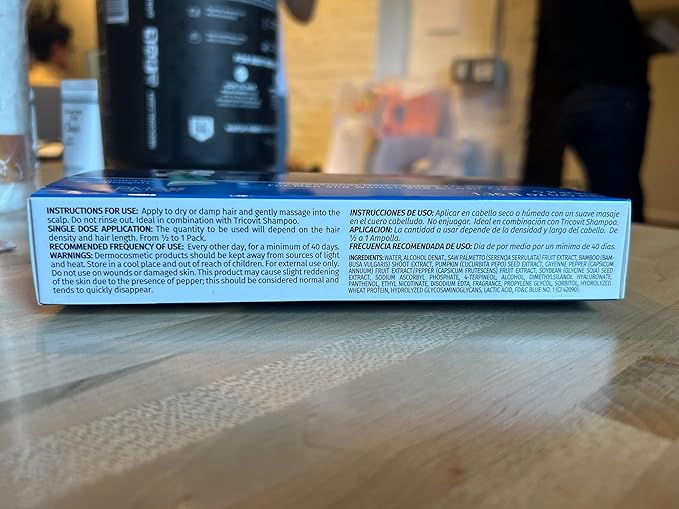 INSTRUCTIONS FOR USE: Apply to dry or damp hair and gently massage into the
scalp. Do not rinse out. Ideal in combination with Tricovit Shampoo.
SINGLE DOSE APPLICATION: The quantity to be used will depend on the hair
density and hair length. From ½ to 1 Pack.
RECOMMENDED FREQUENCY OF USE: Every other day, for a minimum of 40 days.
WARNINGS: Dermocosmetic products should be kept away from sources of light
and heat. Store in a cool place and out of reach of children. For external use only.
Do not use on wounds or damaged skin. This product may cause slight reddening
of the skin due to the presence of pepper; this should be considered normal and
tends to quickly disappear.
INSTRUCCIONES DE USO: Aplicar en cabello seco o húmedo con un suave masaje
en el cuero cabelludo. No enjuagar. Ideal en combinación con Tricovit Shampoo.
APLICACION: La cantidad a usar depende de la densidad y largo del cabello. De
½ a 1 Ampolla.
FRECUENCIA RECOMENDADA DE USO: Día de por medio por un mínimo de 40 días.
INGREDIENTS: WATER, ALCOHOL DENAT., SAW PALMETTO (SERENOA SERRULATA) FRUIT EXTRACT, BAMBOO (BAM-
BUSA VULGARIS) SHOOT EXTRACT, PUMPKIN (CUCURBITA PEPO) SEED EXTRACT, CAYENNE PEPPER (CAPSICUM
ANNUUM) FRUIT EXTRACT/PEPPER (CAPSICUM FRUTESCENS) FRUIT EXTRACT, SOYBEAN (GLYCINE SOJA) SEED
EXTRACT, SODIUM ASCORBYL PHOSPHATE, 4-TERPINEOL, ALCOHOL, DIMETHYLSILANOL HYALURONATE,
PANTHENOL, ETHYL NICOTINATE, DISODIUM EDTA, FRAGRANCE, PROPYLENE GLYCOL, SORBITOL, HYDROLYZED
WHEAT PROTEIN, HYDROLYZED GLYCOSAMINOGLYCANS, LACTIC ACID, FD&C BLUE NO. 1 (CI 42090).